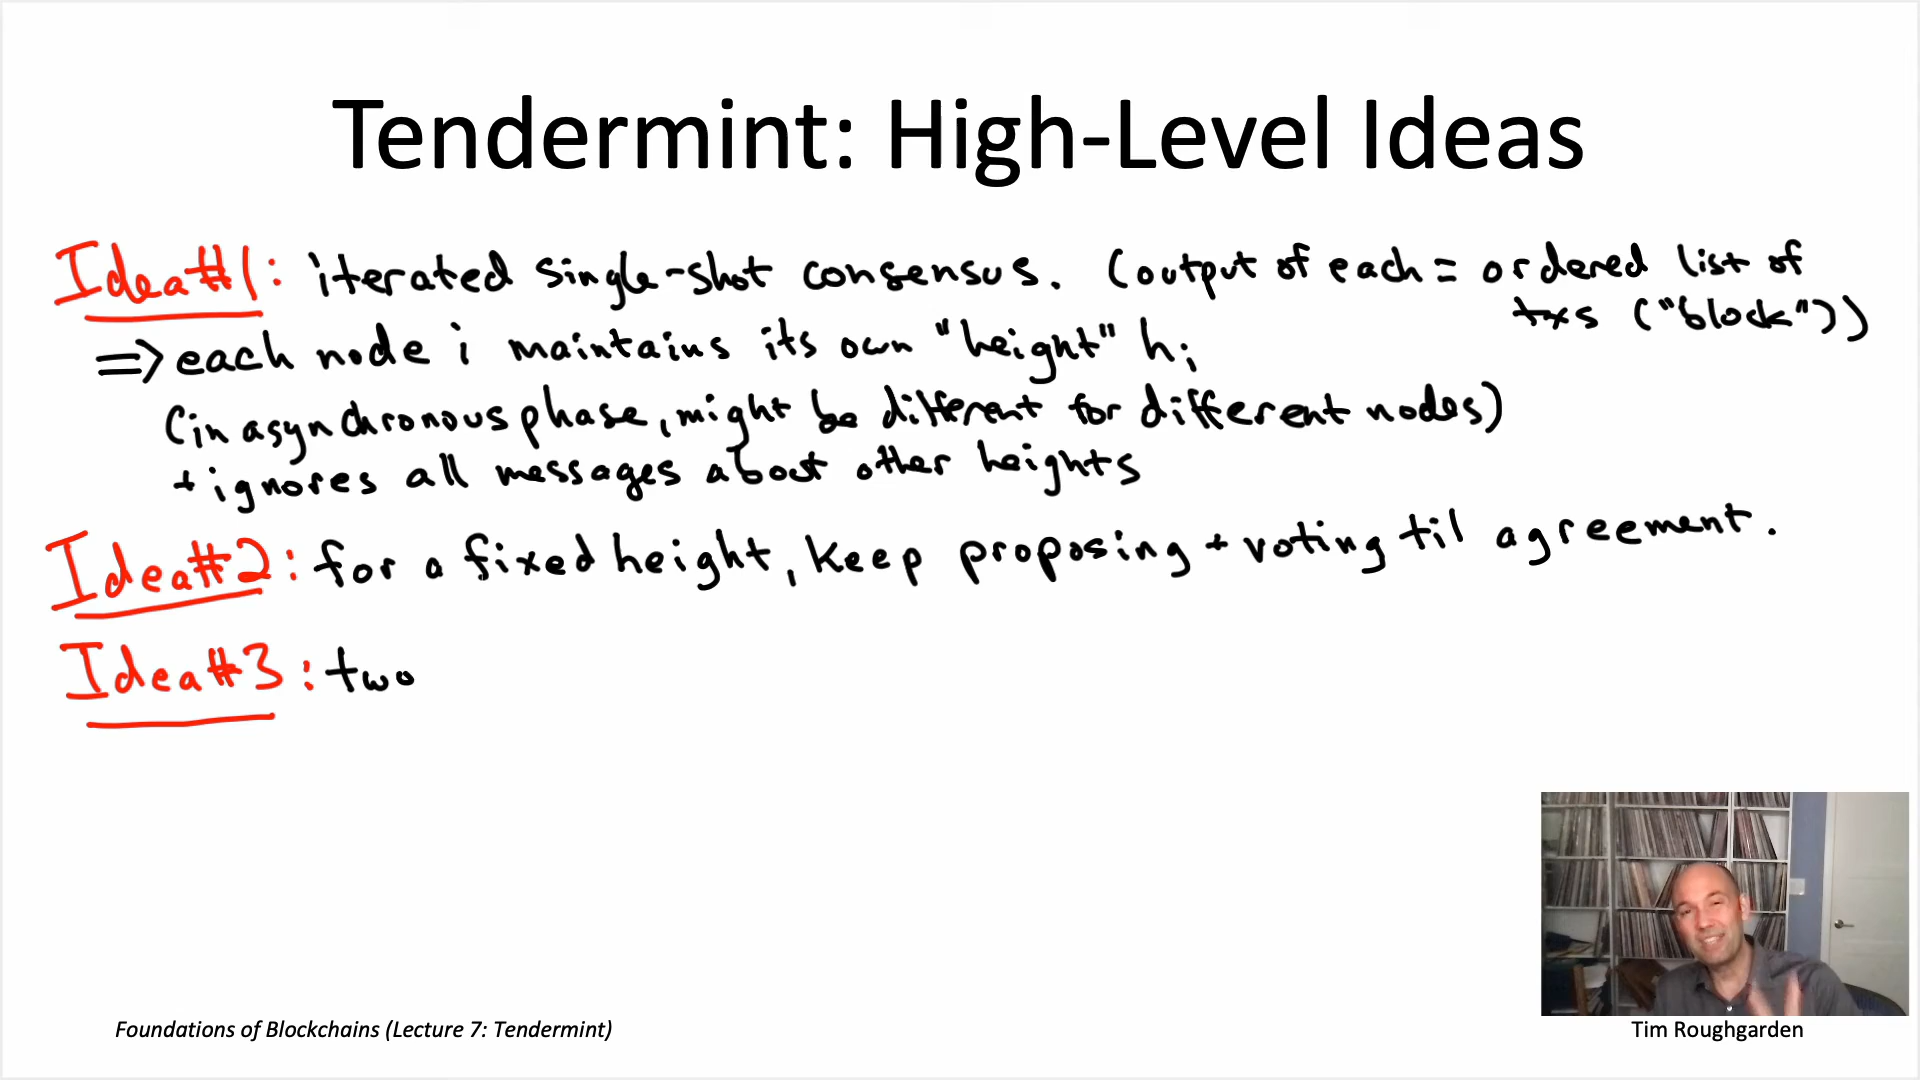 Tendermint: High-Level Ideas
Idea#1: iterated single-shot consensus. (output of each = ordered list of
txs ("block"))
=> each node i maintains its own "height" hi
(in asynchronous phase, might be different for different nodes)
+ ignores all messages about other heights
Idea#2: for a fixed height, keep proposing + voting til agreement.
Idea#3: two
Foundations of Blockchains (Lecture 7: Tendermint)
Tim Roughgarden